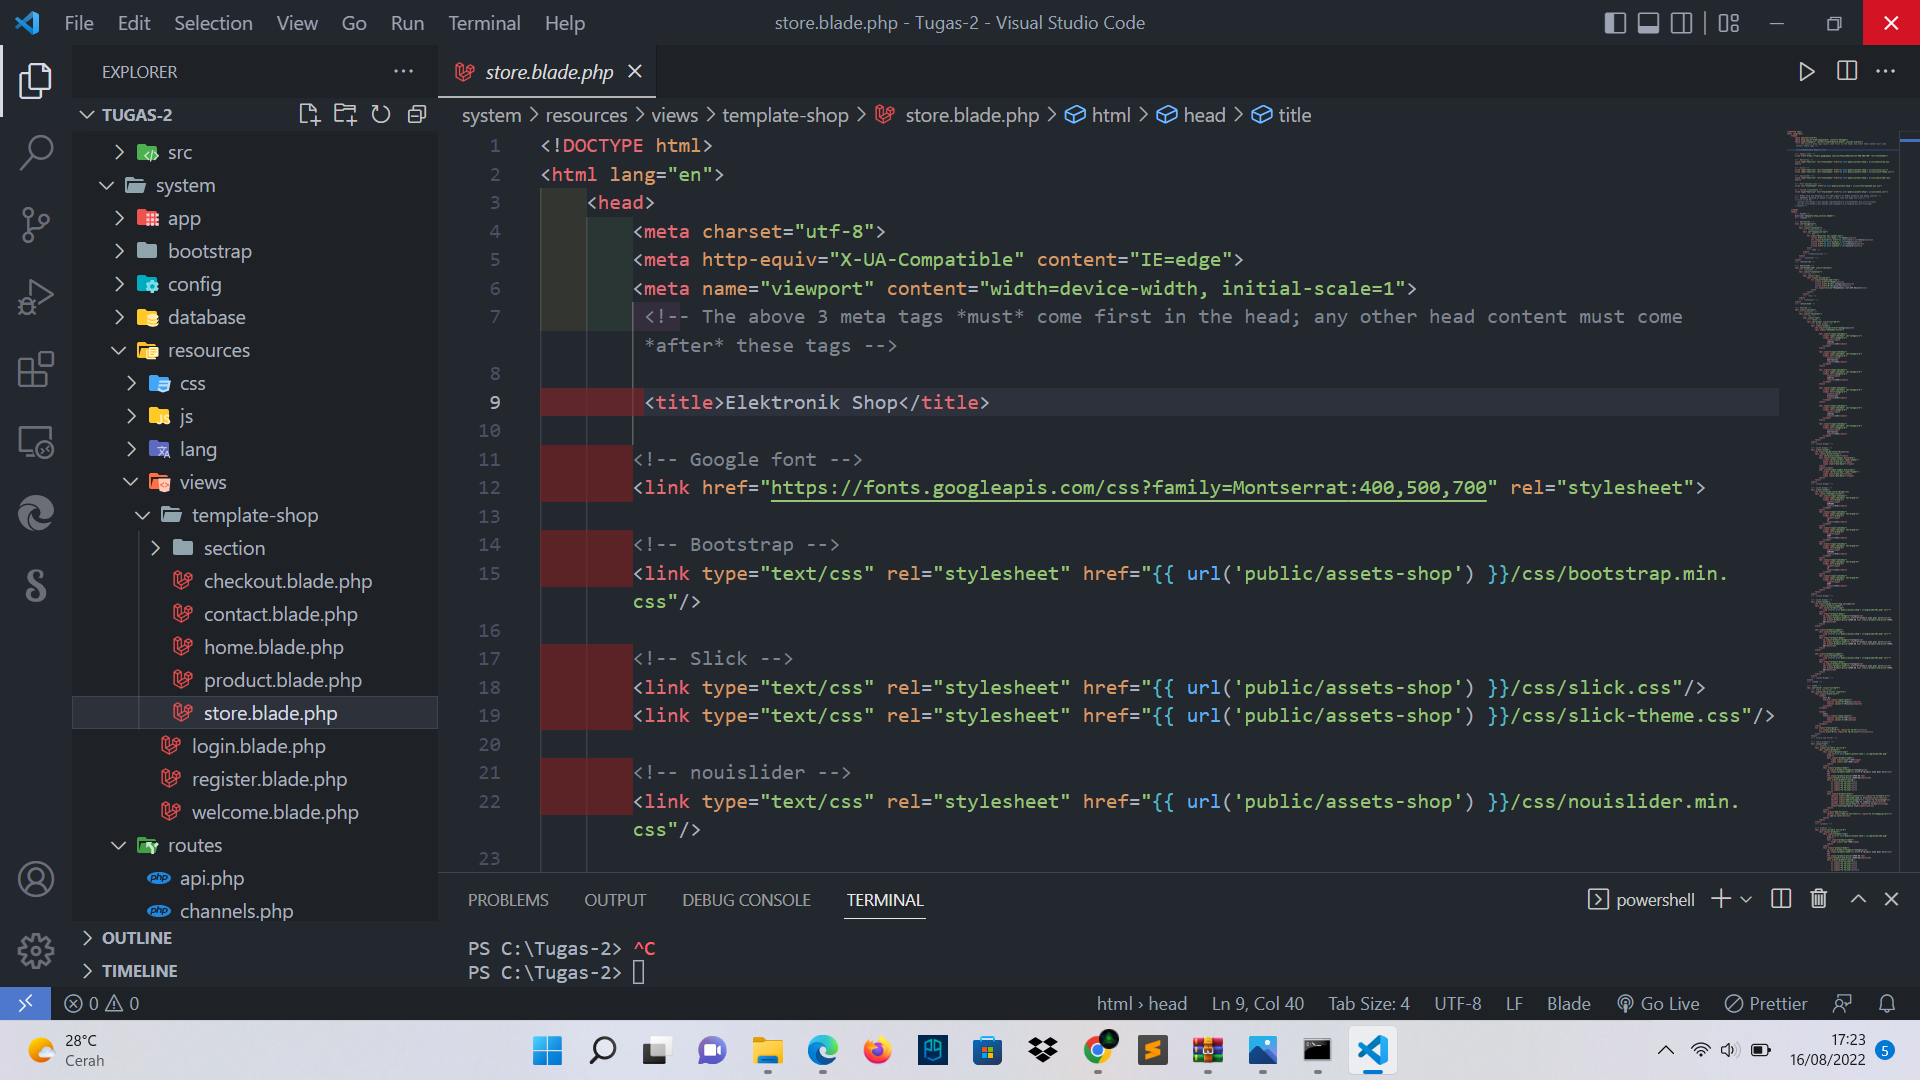 File Edit Selection View Go Run Terminal Help
store.blade.php - Tugas-2 - Visual Studio Code
EXPLORER
TUGAS-2
src
system
app
bootstrap
config
database
resources
css
js
lang
views
template-shop
section
checkout.blade.php
contact.blade.php
home.blade.php
product.blade.php
store.blade.php
login.blade.php
register.blade.php
welcome.blade.php
routes
api.php
channels.php
OUTLINE
TIMELINE
store.blade.php
system > resources > views > template-shop > store.blade.php > html > head > title
1 <!DOCTYPE html>
2 <html lang="en">
3 <head>
4 <meta charset="utf-8">
5 <meta http-equiv="X-UA-Compatible" content="IE=edge">
6 <meta name="viewport" content="width=device-width, initial-scale=1">
7 <!-- The above 3 meta tags *must* come first in the head; any other head content must come
*after* these tags -->
8
9 <title>Elektronik Shop</title>
10
11 <!-- Google font -->
12 <link href="https://fonts.googleapis.com/css?family=Montserrat:400,500,700" rel="stylesheet">
13
14 <!-- Bootstrap -->
15 <link type="text/css" rel="stylesheet" href="{{ url('public/assets-shop') }}/css/bootstrap.min.
css"/>
16
17 <!-- Slick -->
18 <link type="text/css" rel="stylesheet" href="{{ url('public/assets-shop') }}/css/slick.css"/>
19 <link type="text/css" rel="stylesheet" href="{{ url('public/assets-shop') }}/css/slick-theme.css"/>
20
21 <!-- nouislider -->
22 <link type="text/css" rel="stylesheet" href="{{ url('public/assets-shop') }}/css/nouislider.min.
css"/>
23
PROBLEMS OUTPUT DEBUG CONSOLE TERMINAL
powershell
PS C:\Tugas-2> ^C
PS C:\Tugas-2>
0 0
html › head Ln 9, Col 40 Tab Size: 4 UTF-8 LF Blade Go Live Prettier
28°C
Cerah
17:23
16/08/2022
5